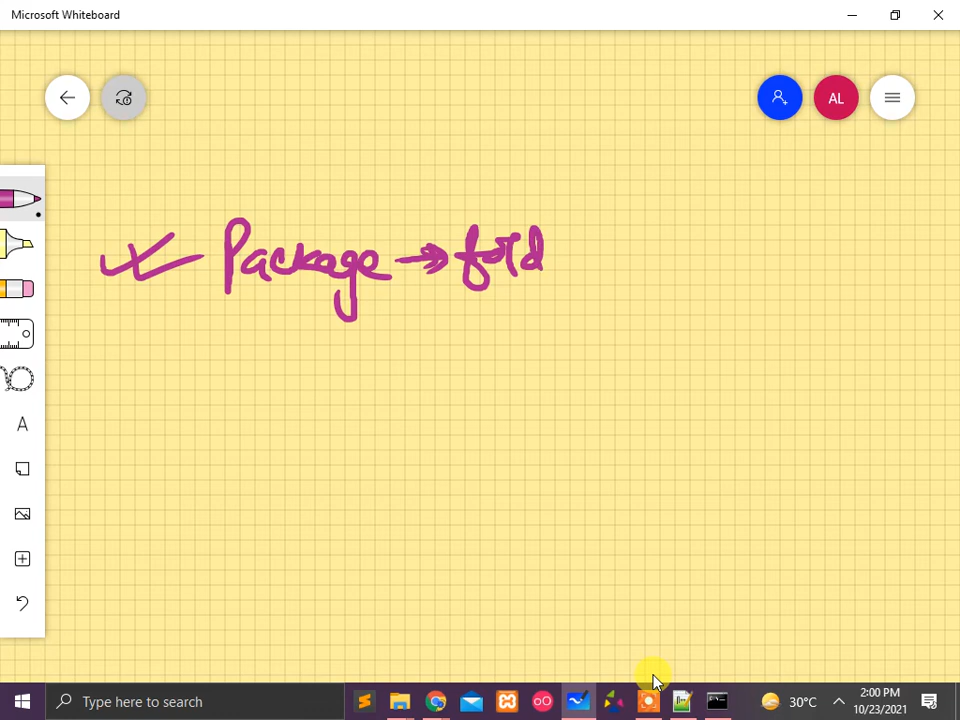 Microsoft Whiteboard
AL
Package → fold
A
Type here to search
30°C
2:00 PM
10/23/2021